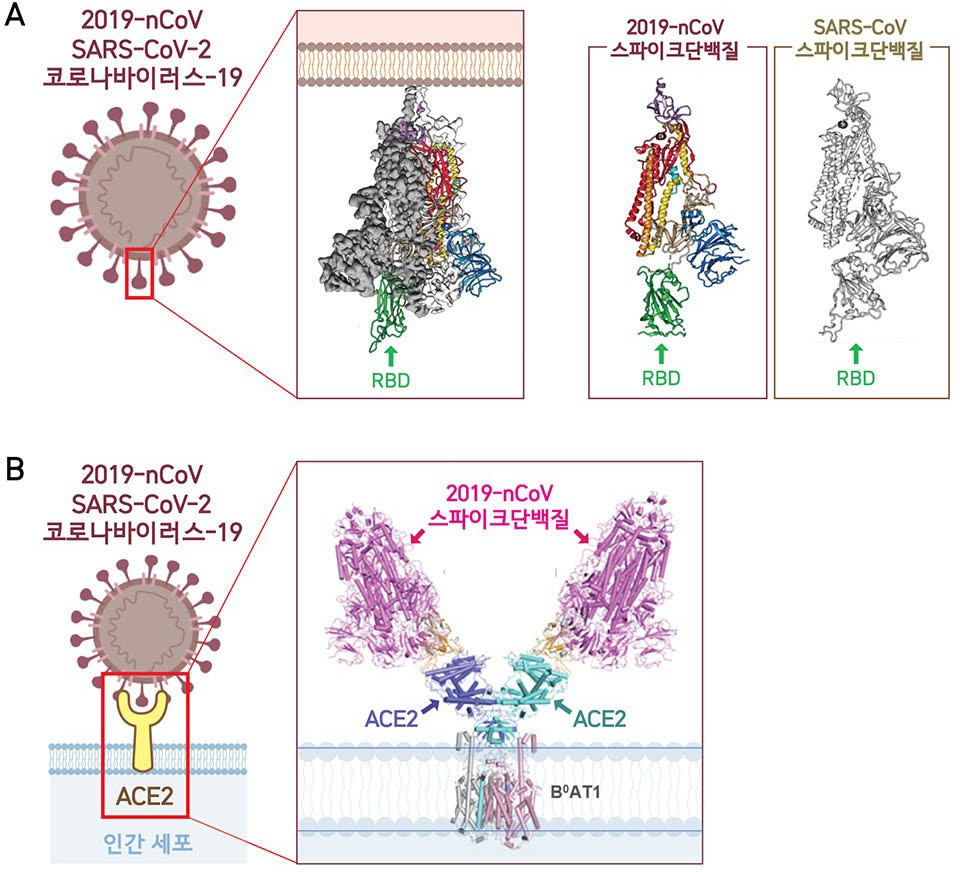 A
2019-nCoV
SARS-CoV-2
코로나바이러스-19
RBD
2019-nCoV
스파이크단백질
RBD
SARS-CoV
스파이크단백질
RBD
B
2019-nCoV
SARS-CoV-2
코로나바이러스-19
ACE2
인간 세포
2019-nCoV
스파이크단백질
ACE2
ACE2
B⁰AT1